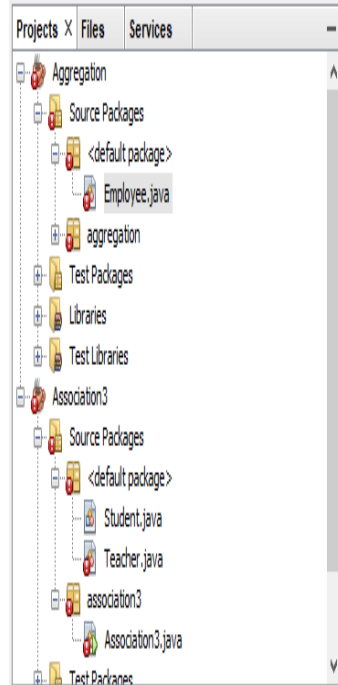 Projects × Files Services
Aggregation
Source Packages
<default package>
Employee.java
aggregation
Test Packages
Libraries
Test Libraries
Association3
Source Packages
<default package>
Student.java
Teacher.java
association3
Association3.java
Test Packages